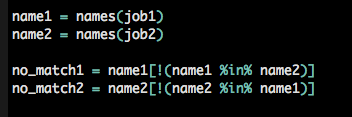 name1 = names(job1)
name2 = names(job2)
no_match1 = name1[!(name1 %in% name2)]
no_match2 = name2[!(name2 %in% name1)]